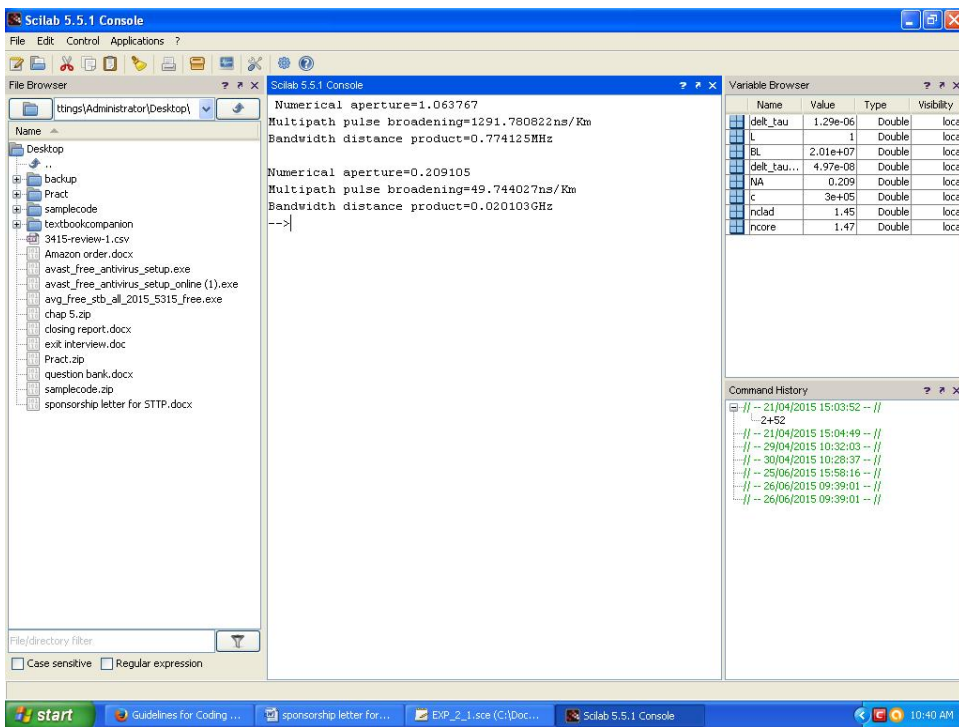 Scilab 5.5.1 Console
File Edit Control Applications ?
File Browser ? ↗ X
ttings\Administrator\Desktop\
Name
Desktop
..
backup
Pract
samplecode
textbookcompanion
3415-review-1.csv
Amazon order.docx
avast_free_antivirus_setup.exe
avast_free_antivirus_setup_online (1).exe
avg_free_stb_all_2015_5315_free.exe
chap 5.zip
closing report.docx
exit interview.doc
Pract.zip
question bank.docx
samplecode.zip
sponsorship letter for STTP.docx
File/directory filter
Case sensitive Regular expression
Scilab 5.5.1 Console ? ↗ X
Numerical aperture=1.063767
Multipath pulse broadening=1291.780822ns/Km
Bandwidth distance product=0.774125MHz
Numerical aperture=0.209105
Multipath pulse broadening=49.744027ns/Km
Bandwidth distance product=0.020103GHz
-->
Variable Browser ? ↗ X
Name Value Type Visibility
delt_tau 1.29e-06 Double loca
L 1 Double loca
BL 2.01e+07 Double loca
delt_tau... 4.97e-08 Double loca
NA 0.209 Double loca
c 3e+05 Double loca
nclad 1.45 Double loca
ncore 1.47 Double loca
Command History ? ↗ X
// -- 21/04/2015 15:03:52 -- //
2+52
// -- 21/04/2015 15:04:49 -- //
// -- 29/04/2015 10:32:03 -- //
// -- 30/04/2015 10:28:37 -- //
// -- 25/06/2015 15:58:16 -- //
// -- 26/06/2015 09:39:01 -- //
// -- 26/06/2015 09:39:01 -- //
start
Guidelines for Coding ...
sponsorship letter for...
EXP_2_1.sce (C:\Doc...
Scilab 5.5.1 Console
10:40 AM